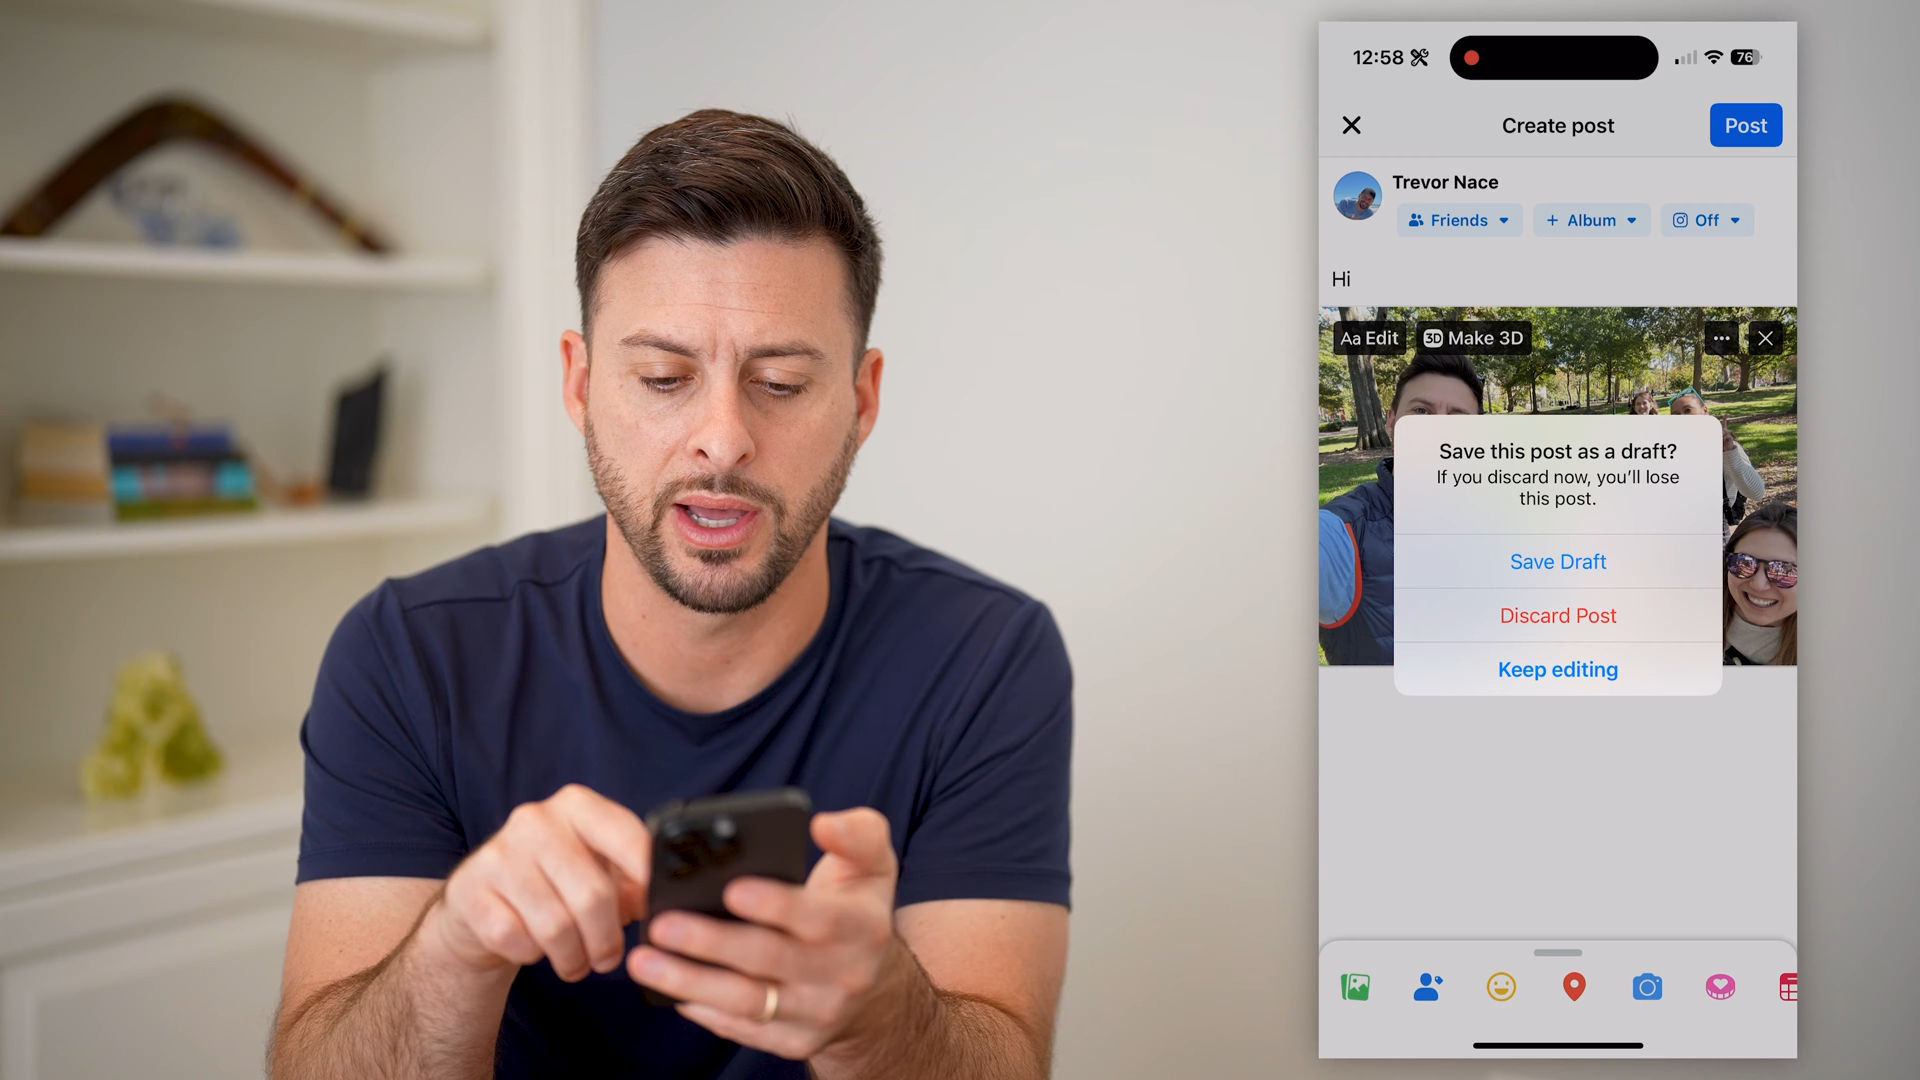 12:58
76
Create post
Post
Trevor Nace
Friends
+ Album
Off
Hi
Aa Edit
3D Make 3D
Save this post as a draft?
If you discard now, you’ll lose
this post.
Save Draft
Discard Post
Keep editing